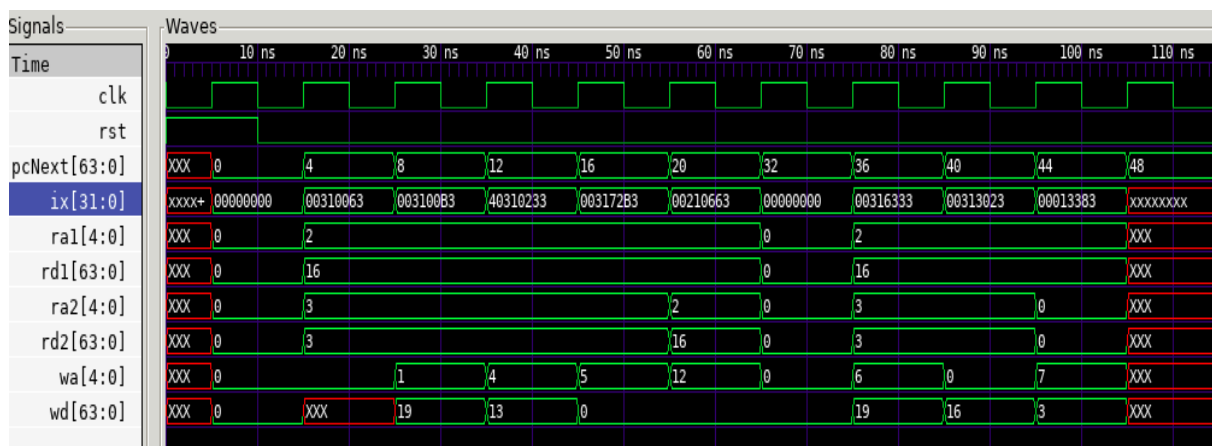 Signals Waves
Time 0 10 ns 20 ns 30 ns 40 ns 50 ns 60 ns 70 ns 80 ns 90 ns 100 ns 110 ns
clk
rst
pcNext[63:0] XXX 0 4 8 12 16 20 32 36 40 44 48
ix[31:0] xxxx+ 00000000 00310063 003100B3 40310233 003172B3 00210663 00000000 00316333 00313023 00013383 xxxxxxxx
ra1[4:0] XXX 0 2 0 2 XXX
rd1[63:0] XXX 0 16 0 16 XXX
ra2[4:0] XXX 0 3 2 0 3 0 XXX
rd2[63:0] XXX 0 3 16 0 3 0 XXX
wa[4:0] XXX 0 1 4 5 12 0 6 0 7 XXX
wd[63:0] XXX 0 XXX 19 13 0 19 16 3 XXX